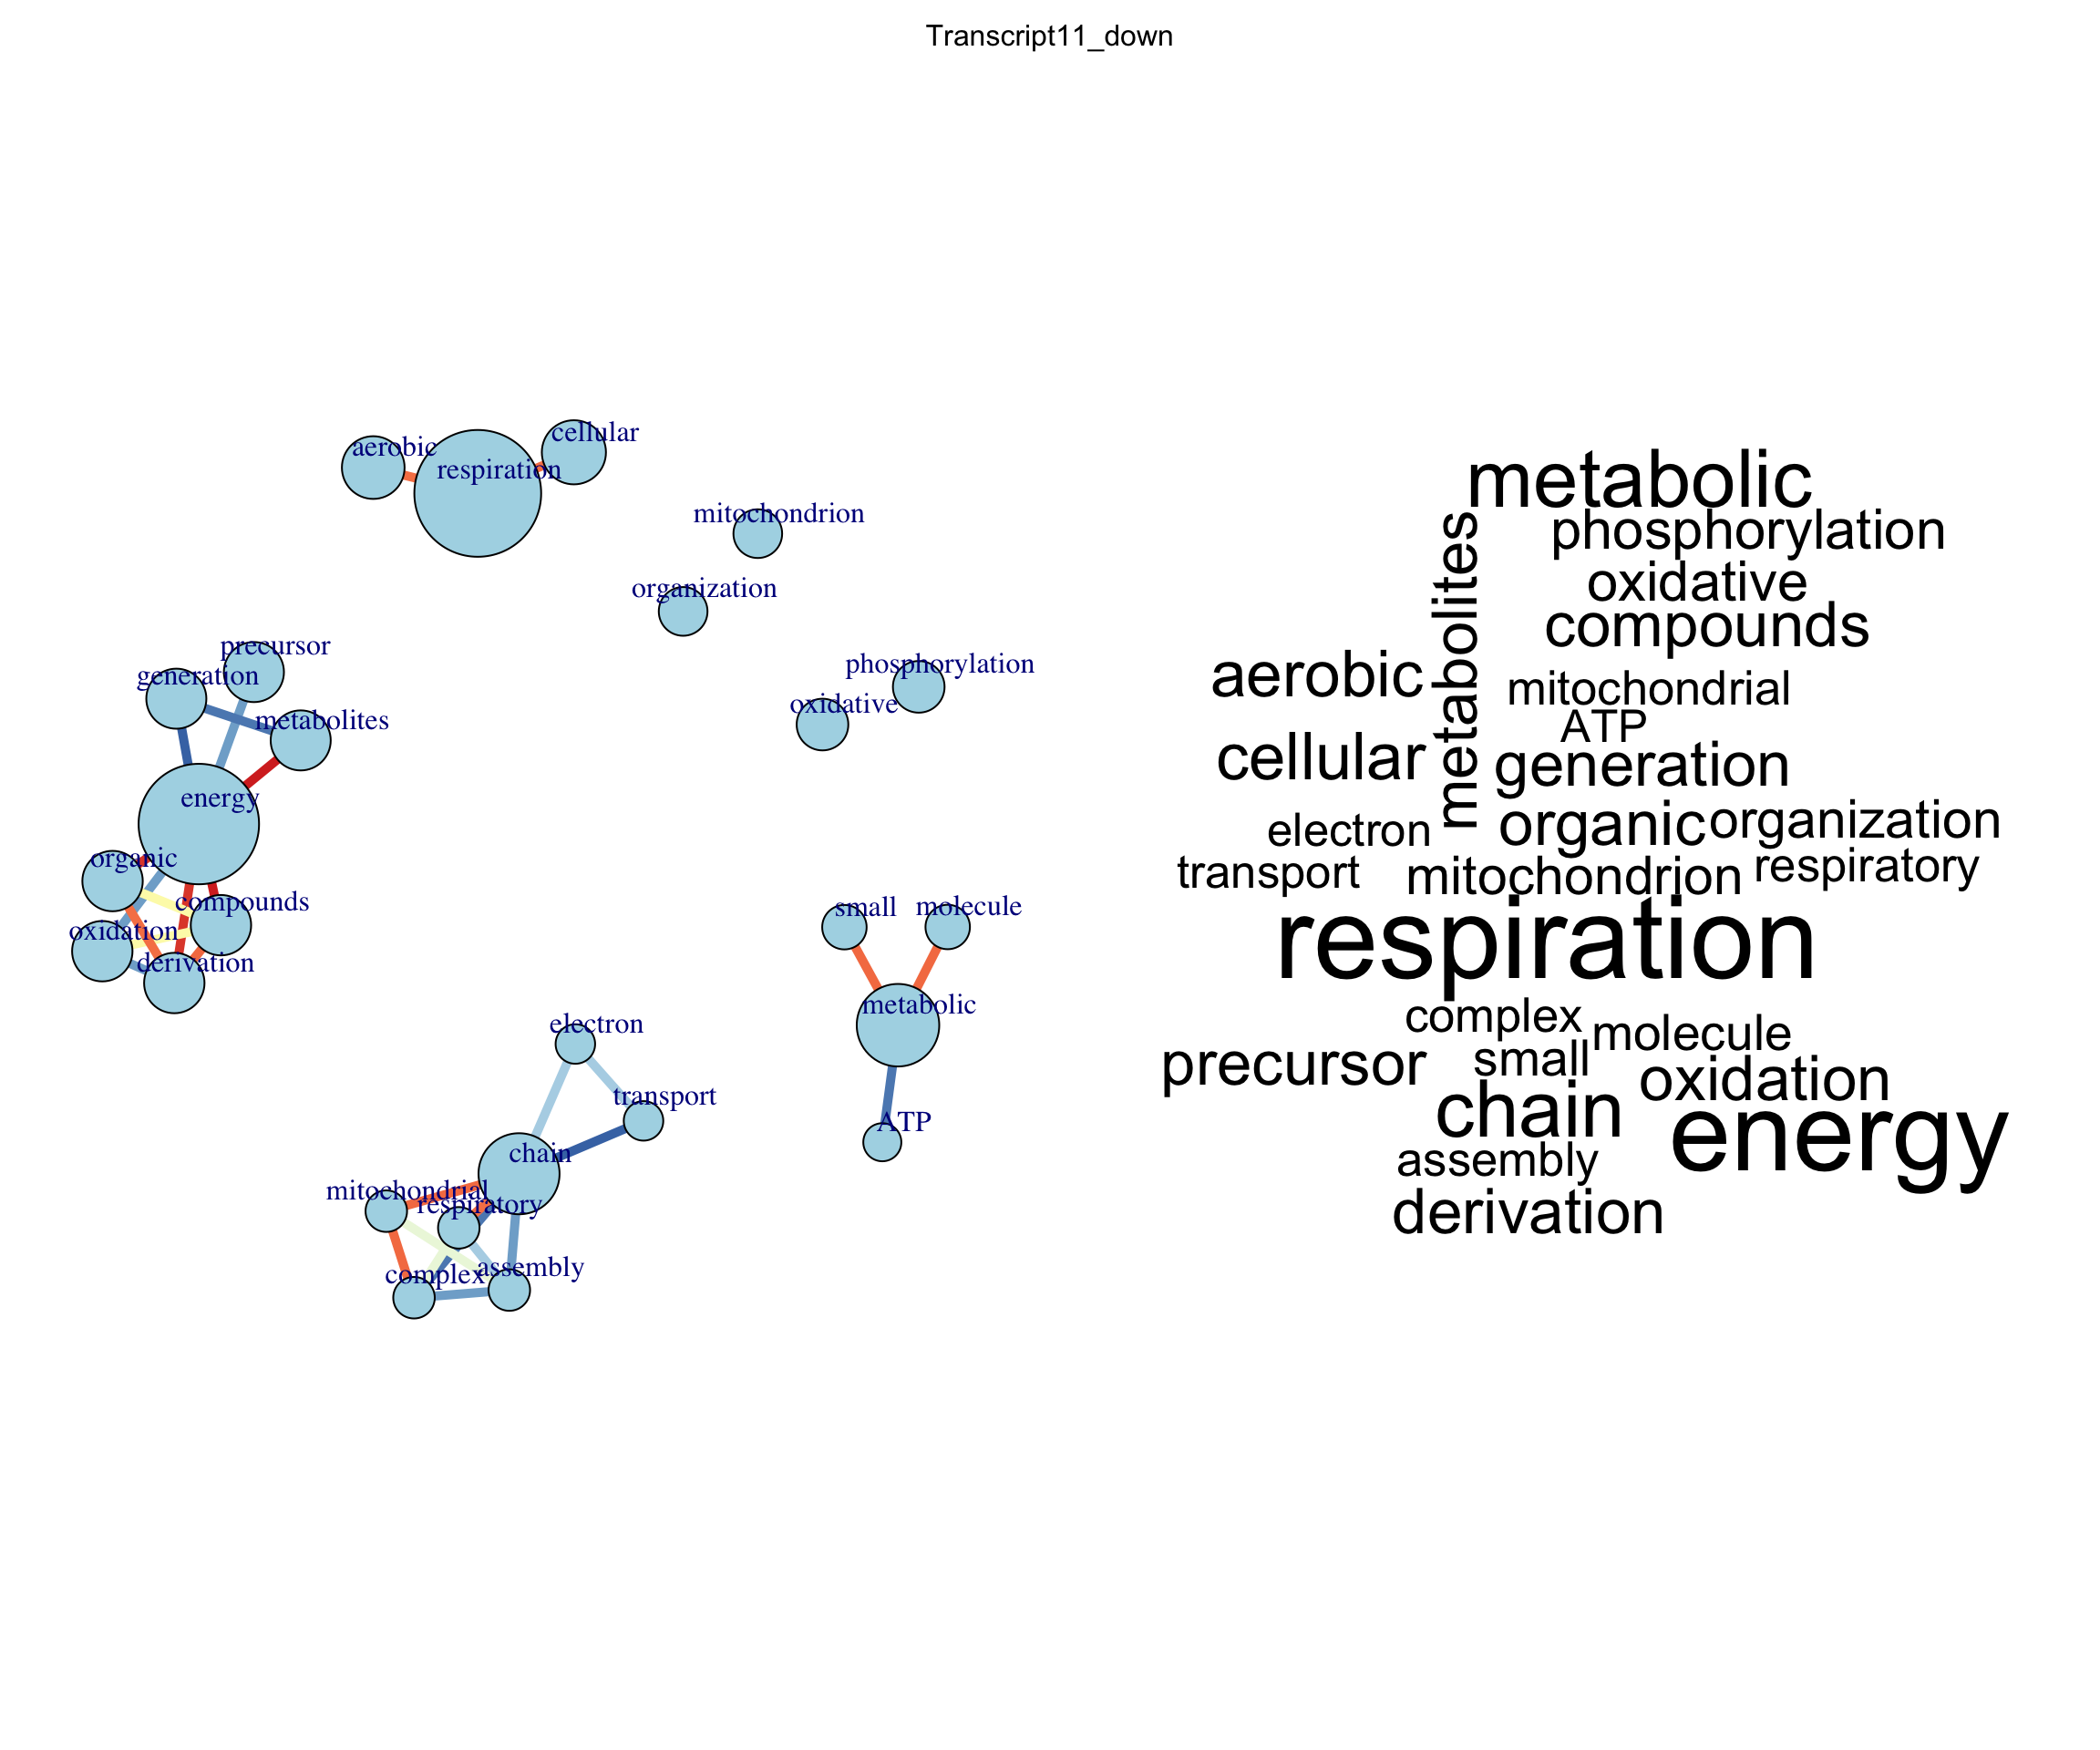 Transcript11_down
aerobic
respiration
cellular
mitochondrion
organization
precursor
generation
metabolites
energy
organic
compounds
oxidation
derivation
phosphorylation
oxidative
small
molecule
metabolic
ATP
electron
transport
chain
mitochondrial
respiratory
complex
assembly
metabolic
phosphorylation
oxidative
compounds
metabolites
aerobic
mitochondrial
ATP
cellular
generation
electron
organic
organization
transport
mitochondrion
respiratory
respiration
complex
molecule
small
precursor
oxidation
chain
energy
assembly
derivation